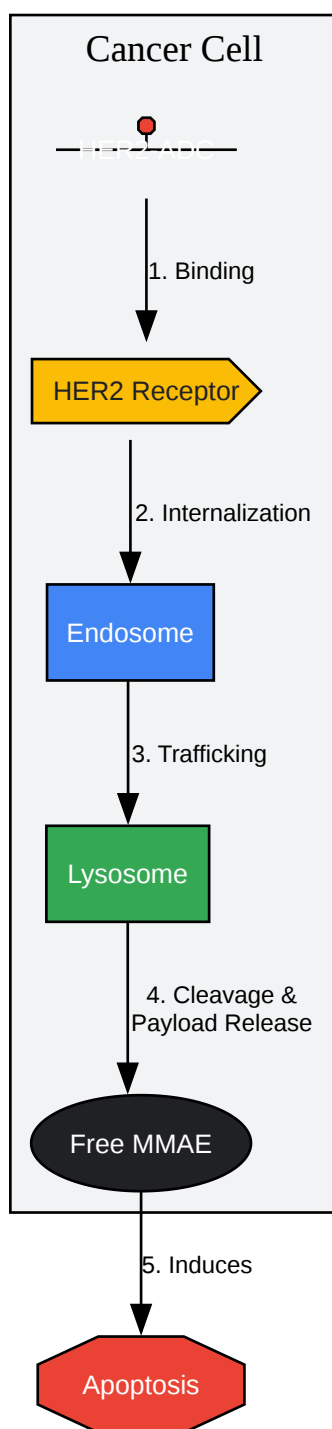 Cancer Cell
HER2-ADC
1. Binding
HER2 Receptor
2. Internalization
Endosome
3. Trafficking
Lysosome
4. Cleavage &
Payload Release
Free MMAE
5. Induces
Apoptosis